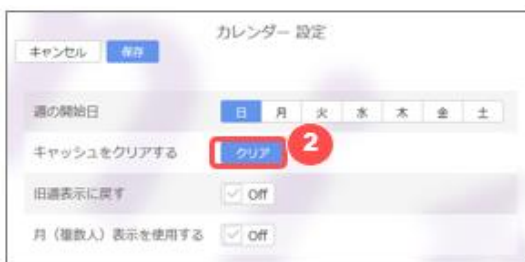 カレンダー 設定
キャンセル 保存
週の開始日 日 月 火 水 木 金 土
キャッシュをクリアする クリア 2
旧週表示に戻す Off
月（複数人）表示を使用する Off